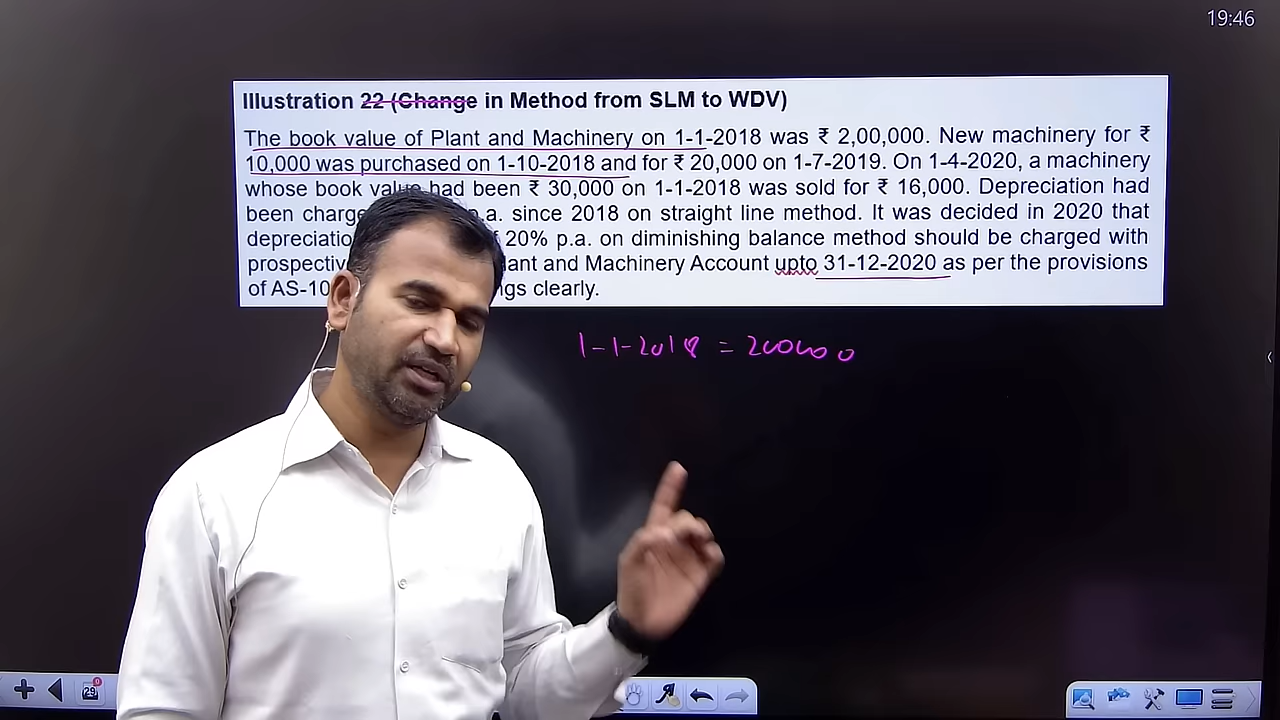 19:46
Illustration 22 (Change in Method from SLM to WDV)
The book value of Plant and Machinery on 1-1-2018 was ₹ 2,00,000. New machinery for ₹
10,000 was purchased on 1-10-2018 and for ₹ 20,000 on 1-7-2019. On 1-4-2020, a machinery
whose book value had been ₹ 30,000 on 1-1-2018 was sold for ₹ 16,000. Depreciation had
been charge p.a. since 2018 on straight line method. It was decided in 2020 that
depreciatio 20% p.a. on diminishing balance method should be charged with
prospectiv lant and Machinery Account upto 31-12-2020 as per the provisions
of AS-10 ngs clearly.
1-1-2018 = 200000
29